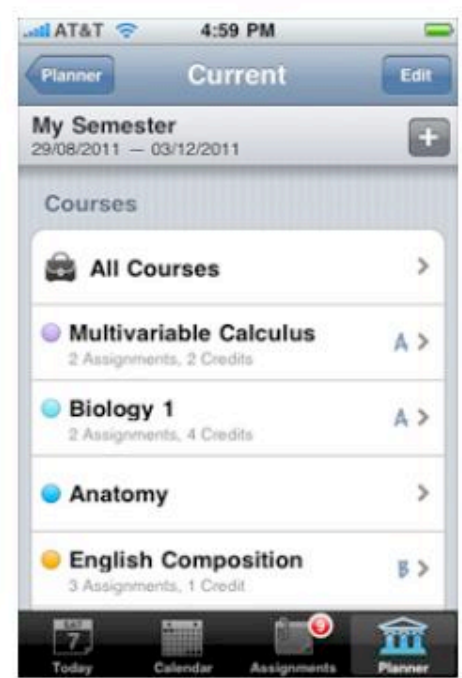 AT&T 4:59 PM
Planner Current Edit
My Semester
29/08/2011 — 03/12/2011
+
Courses
All Courses
Multivariable Calculus
A
2 Assignments, 2 Credits
Biology 1
A
2 Assignments, 4 Credits
Anatomy
English Composition
B
3 Assignments, 1 Credit
SAT
7
9
Today Calendar Assignments Planner